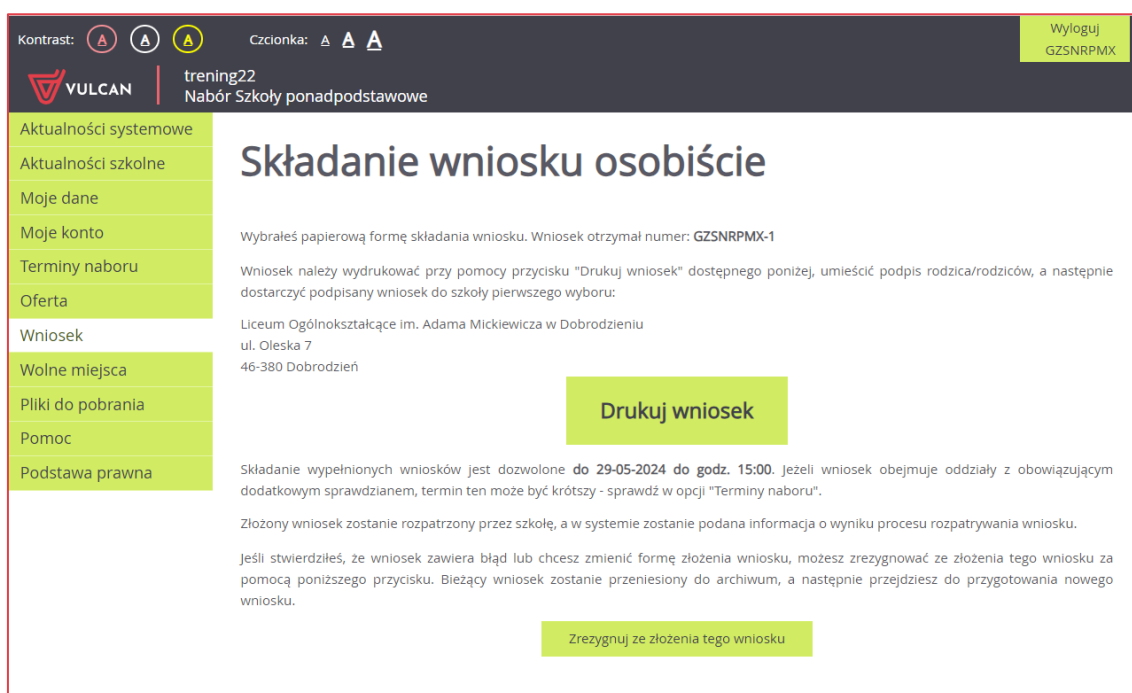 Kontrast: A A A Czcionka: A A A
Wyloguj
GZSNRPMX
VULCAN
trening22
Nabór Szkoły ponadpodstawowe
Aktualności systemowe
Aktualności szkolne
Moje dane
Moje konto
Terminy naboru
Oferta
Wniosek
Wolne miejsca
Pliki do pobrania
Pomoc
Podstawa prawna
Składanie wniosku osobiście
Wybrałeś papierową formę składania wniosku. Wniosek otrzymał numer: GZSNRPMX-1
Wniosek należy wydrukować przy pomocy przycisku "Drukuj wniosek" dostępnego poniżej, umieścić podpis rodzica/rodziców, a następnie
dostarczyć podpisany wniosek do szkoły pierwszego wyboru:
Liceum Ogólnokształcące im. Adama Mickiewicza w Dobrodzieniu
ul. Oleska 7
46-380 Dobrodzień
Drukuj wniosek
Składanie wypełnionych wniosków jest dozwolone do 29-05-2024 do godz. 15:00. Jeżeli wniosek obejmuje oddziały z obowiązującym
dodatkowym sprawdzianem, termin ten może być krótszy - sprawdź w opcji "Terminy naboru".
Złożony wniosek zostanie rozpatrzony przez szkołę, a w systemie zostanie podana informacja o wyniku procesu rozpatrywania wniosku.
Jeśli stwierdziłeś, że wniosek zawiera błąd lub chcesz zmienić formę złożenia wniosku, możesz zrezygnować ze złożenia tego wniosku za
pomocą poniższego przycisku. Bieżący wniosek zostanie przeniesiony do archiwum, a następnie przejdziesz do przygotowania nowego
wniosku.
Zrezygnuj ze złożenia tego wniosku